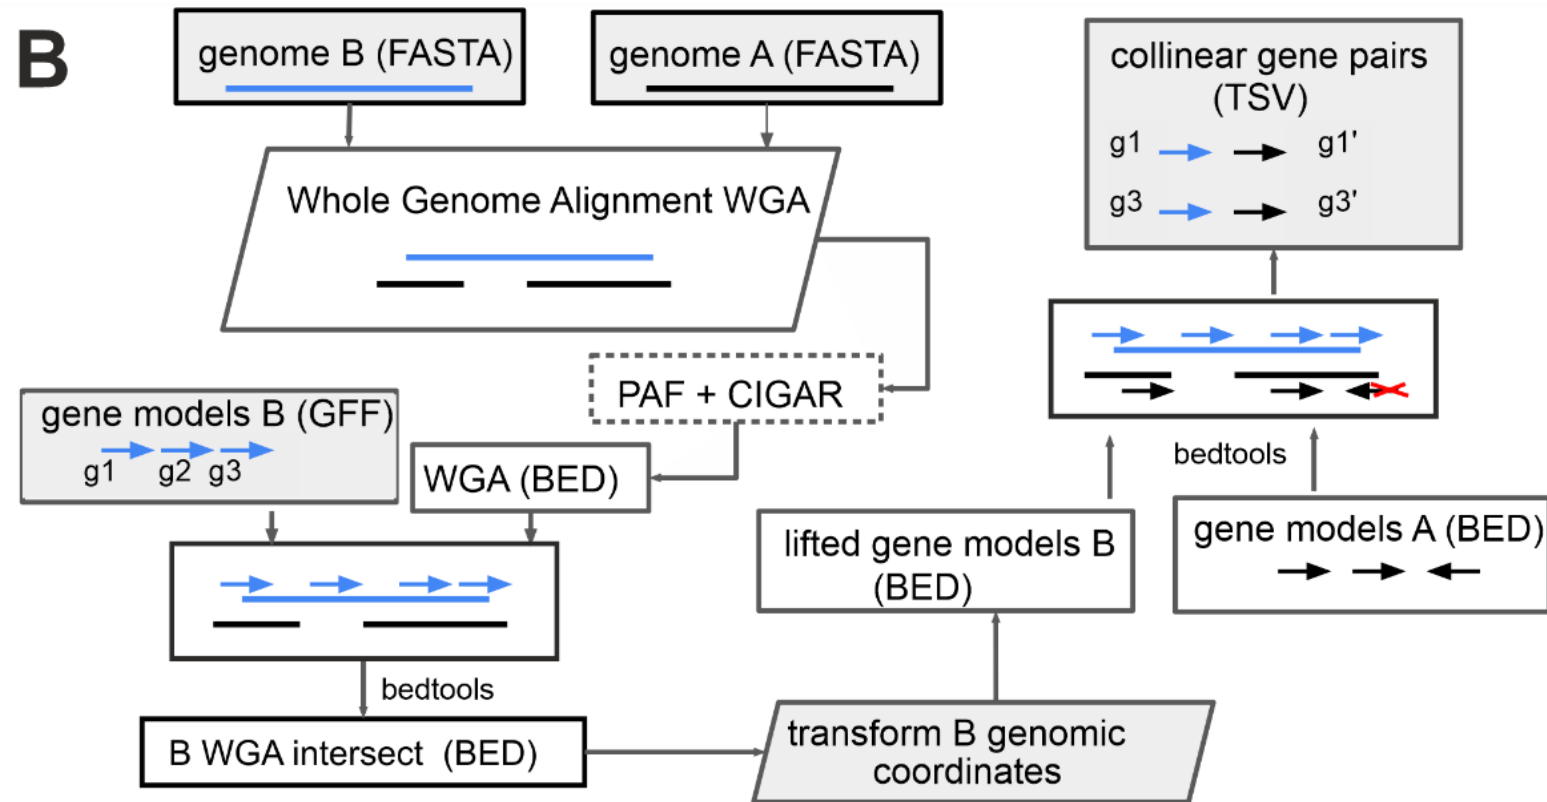 B
genome B (FASTA)
genome A (FASTA)
Whole Genome Alignment WGA
PAF + CIGAR
gene models B (GFF)
g1 g2 g3
WGA (BED)
bedtools
B WGA intersect (BED)
transform B genomic
coordinates
lifted gene models B
(BED)
gene models A (BED)
bedtools
collinear gene pairs
(TSV)
g1 g1'
g3 g3'